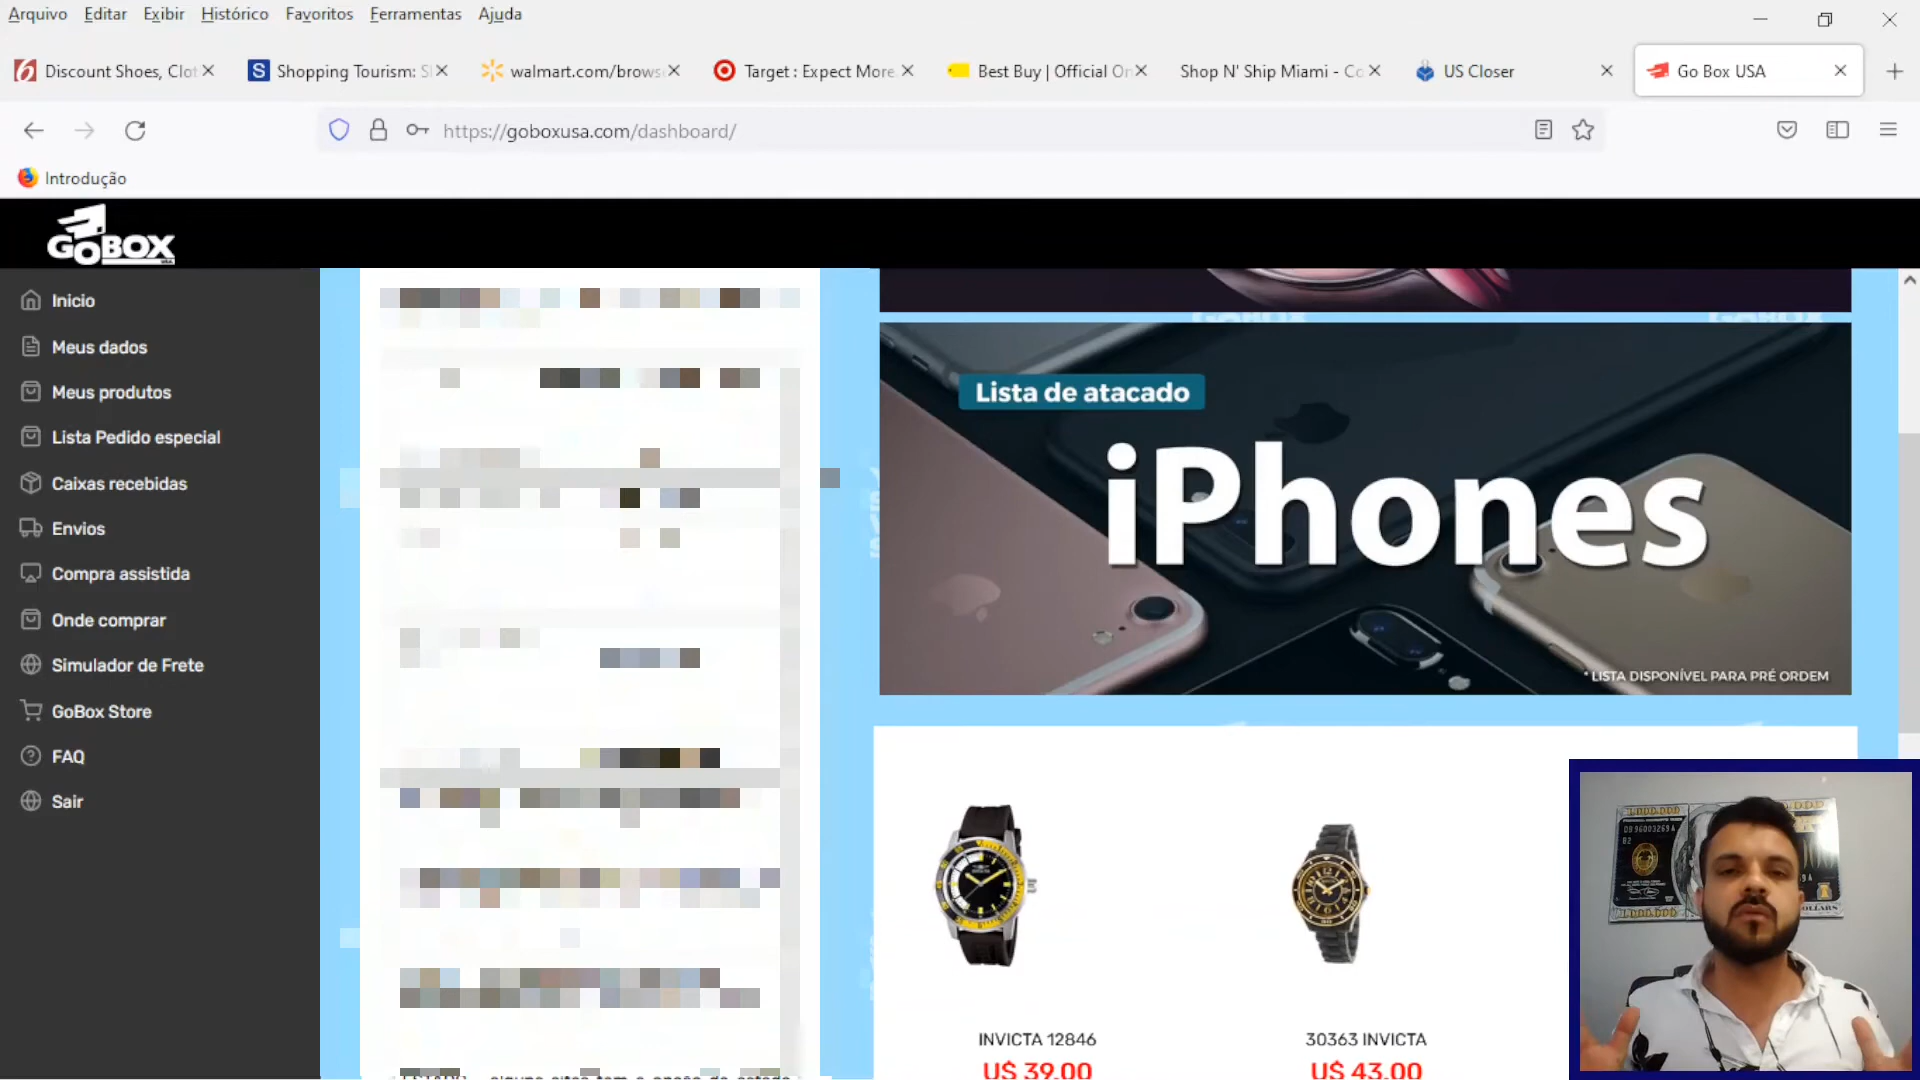 Arquivo Editar Exibir Histórico Favoritos Ferramentas Ajuda
Discount Shoes, Clot
Shopping Tourism: S
walmart.com/brows
Target : Expect More
Best Buy | Official On
Shop N' Ship Miami - Co
US Closer
Go Box USA
https://goboxusa.com/dashboard/
Introdução
GOBOX
Inicio
Meus dados
Meus produtos
Lista Pedido especial
Caixas recebidas
Envios
Compra assistida
Onde comprar
Simulador de Frete
GoBox Store
FAQ
Sair
Lista de atacado
iPhones
* LISTA DISPONÍVEL PARA PRÉ ORDEM
INVICTA 12846
U$ 39.00
30363 INVICTA
U$ 43.00